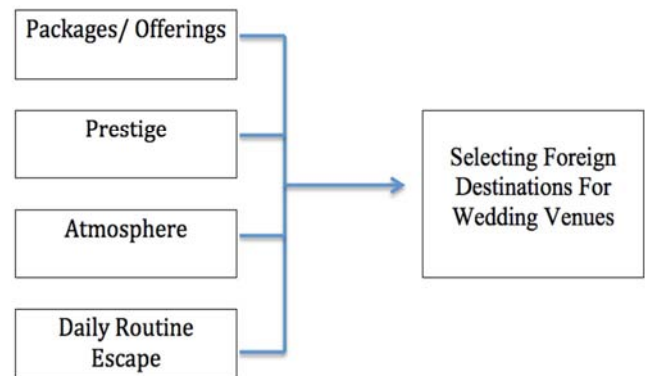 Packages/ Offerings
Prestige
Atmosphere
Daily Routine
Escape
Selecting Foreign
Destinations For
Wedding Venues